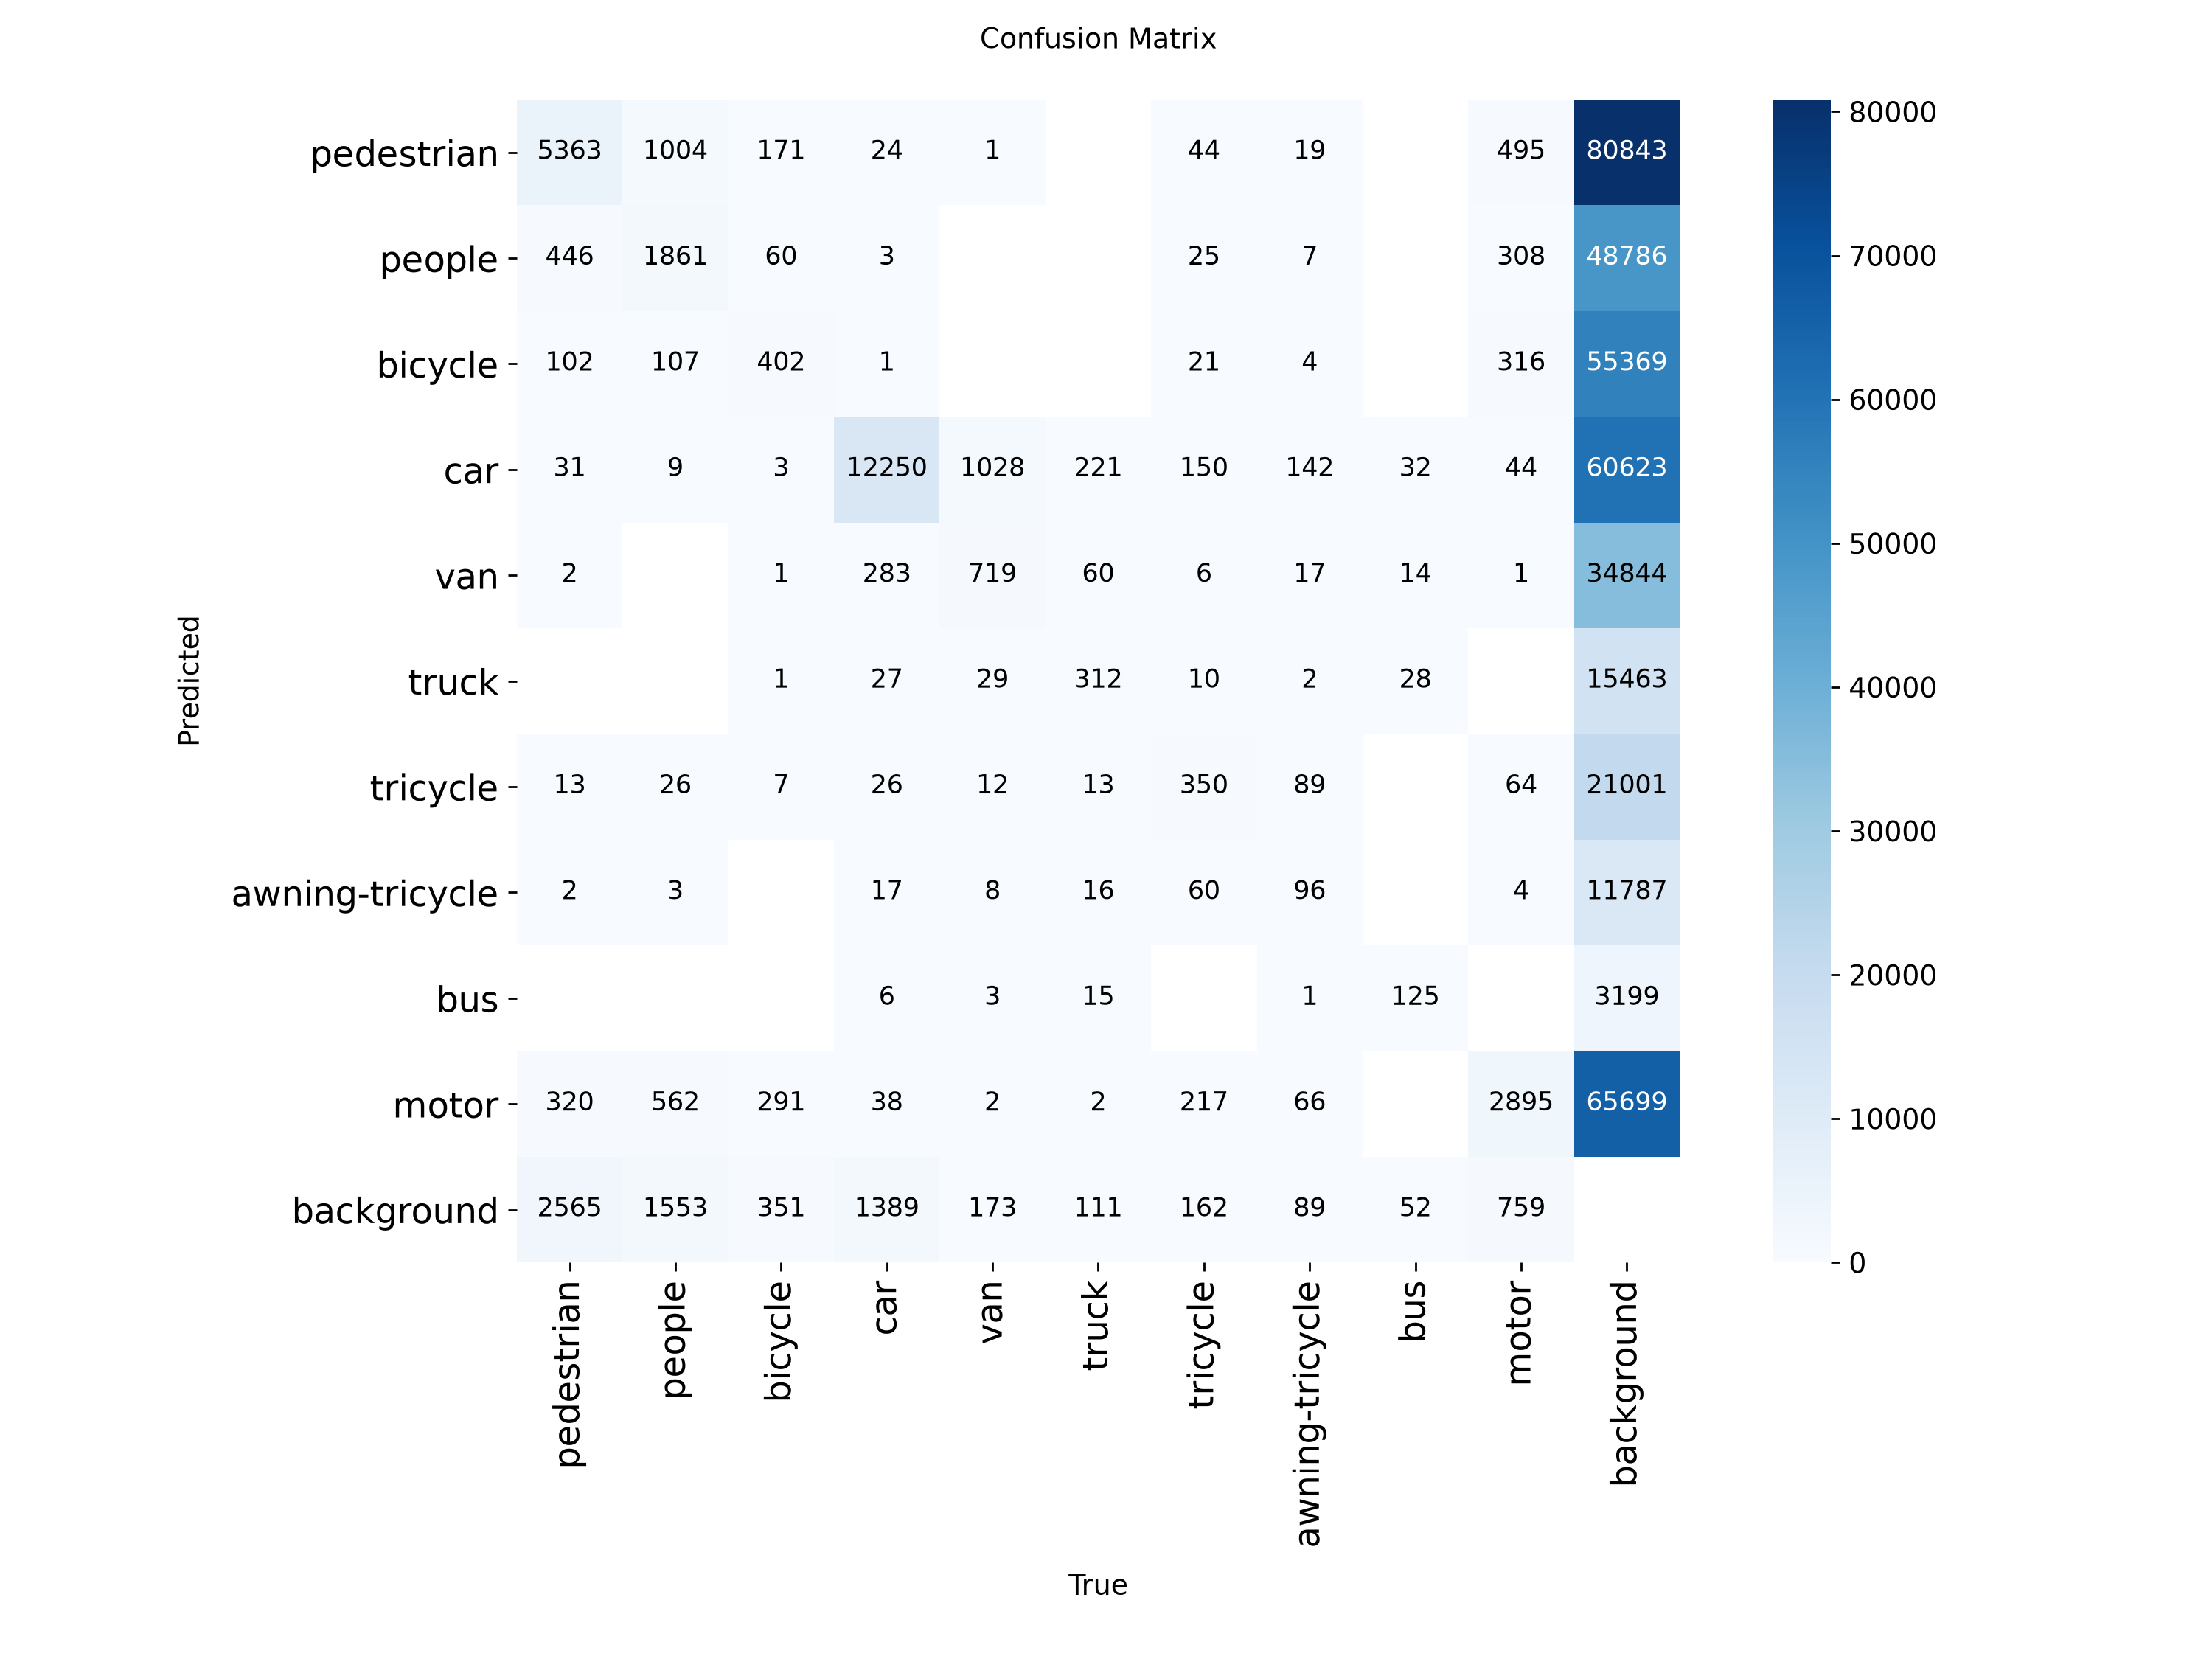 Confusion Matrix
pedestrian 5363 1004 171 24 1 44 19 495 80843
people 446 1861 60 3 25 7 308 48786
bicycle 102 107 402 1 21 4 316 55369
car 31 9 3 12250 1028 221 150 142 32 44 60623
van 2 1 283 719 60 6 17 14 1 34844
truck 1 27 29 312 10 2 28 15463
tricycle 13 26 7 26 12 13 350 89 64 21001
awning-tricycle 2 3 17 8 16 60 96 4 11787
bus 6 3 15 1 125 3199
motor 320 562 291 38 2 2 217 66 2895 65699
background 2565 1553 351 1389 173 111 162 89 52 759
pedestrian people bicycle car van truck tricycle awning-tricycle bus motor background
Predicted
True
80000
70000
60000
50000
40000
30000
20000
10000
0